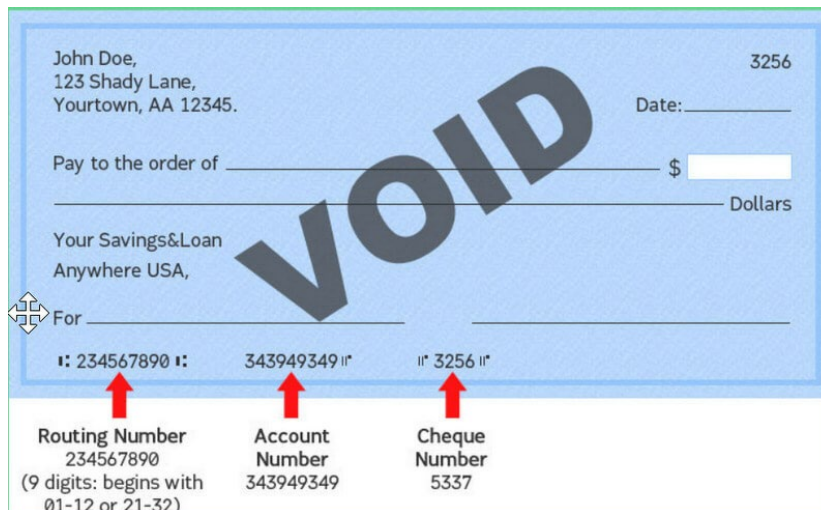 John Doe,
3256
123 Shady Lane,
Yourtown, AA 12345.
Date:
VOID
Pay to the order of
$
Dollars
Your Savings&Loan
Anywhere USA,
For
⑆ 234567890 ⑆ 343949349 ⑈ ⑈ 3256 ⑈
Routing Number
234567890
(9 digits: begins with
01-12 or 21-32)
Account
Number
343949349
Cheque
Number
5337